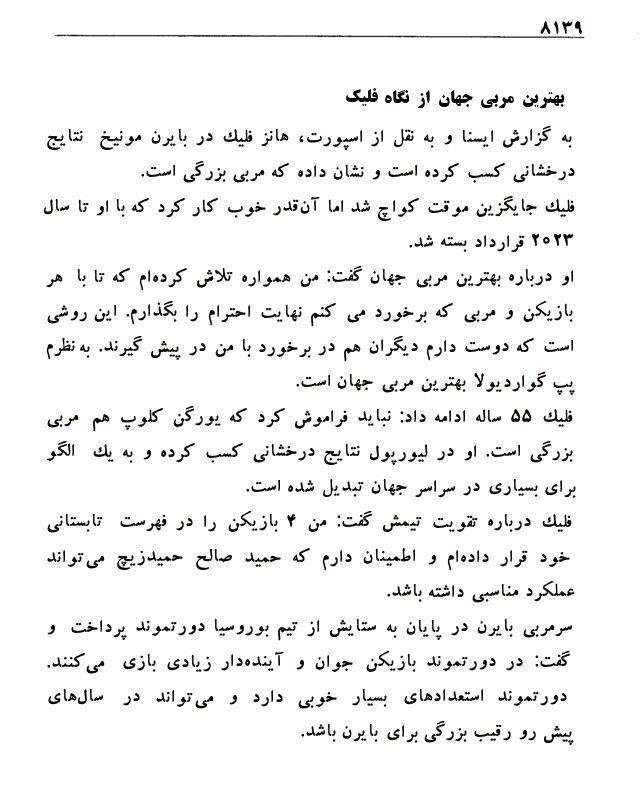 ۸۱۳۹
بهترین مربی جهان از نگاه فلیک
به گزارش ایسنا و به نقل از اسپورت، هانز فلیك در بایرن مونیخ نتایج
درخشانی کسب کرده است و نشان داده که مربی بزرگی است.
فلیك جایگزین موقت کواچ شد اما آن‌قدر خوب کار کرد که با او تا سال
۲۰۲۳ قرارداد بسته شد.
او درباره بهترین مربی جهان گفت: من همواره تلاش کرده‌ام که تا با هر
بازیکن و مربی که برخورد می کنم نهایت احترام را بگذارم. این روشی
است که دوست دارم دیگران هم در برخورد با من در پیش گیرند. به‌نظرم
پپ گواردیولا بهترین مربی جهان است.
فلیك ۵۵ ساله ادامه داد: نباید فراموش کرد که یورگن کلوپ هم مربی
بزرگی است. او در لیورپول نتایج درخشانی کسب کرده و به یك الگو
برای بسیاری در سراسر جهان تبدیل شده است.
فلیك درباره تقویت تیمش گفت: من ۴ بازیکن را در فهرست تابستانی
خود قرار داده‌ام و اطمینان دارم که حمید صالح حمیدزیچ می‌تواند
عملکرد مناسبی داشته باشد.
سرمربی بایرن در پایان به ستایش از تیم بوروسیا دورتموند پرداخت و
گفت: در دورتموند بازیکن جوان و آینده‌دار زیادی بازی می‌کنند.
دورتموند استعدادهای بسیار خوبی دارد و می‌تواند در سال‌های
پیش رو رقیب بزرگی برای بایرن باشد.